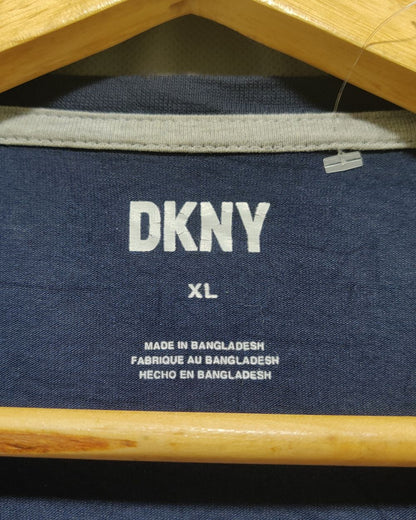 DKNY
XL
MADE IN BANGLADESH
FABRIQUE AU BANGLADESH
HECHO EN BANGLADESH